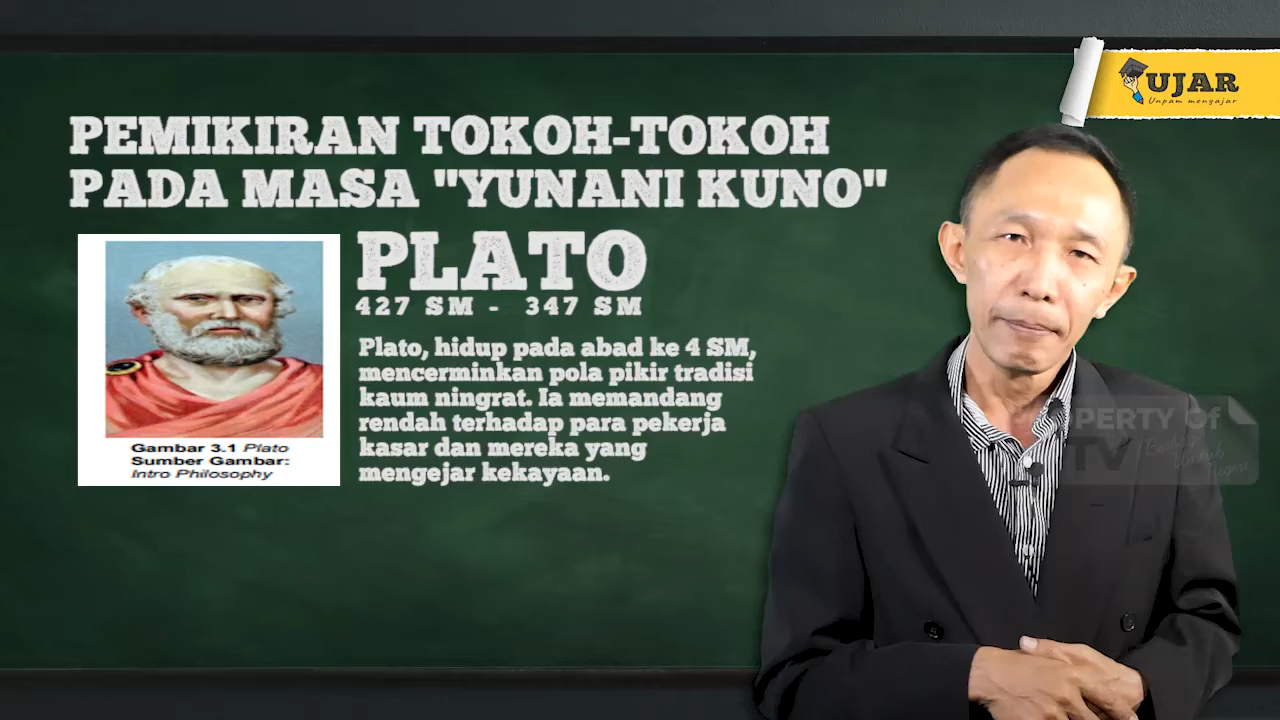 UJAR
Unpam mengajar
PEMIKIRAN TOKOH-TOKOH
PADA MASA "YUNANI KUNO"
PLATO
427 SM - 347 SM
Plato, hidup pada abad ke 4 SM,
mencerminkan pola pikir tradisi
kaum ningrat. Ia memandang
rendah terhadap para pekerja
kasar dan mereka yang
mengejar kekayaan.
Gambar 3.1 Plato
Sumber Gambar:
Intro Philosophy
PERTY OF
TV